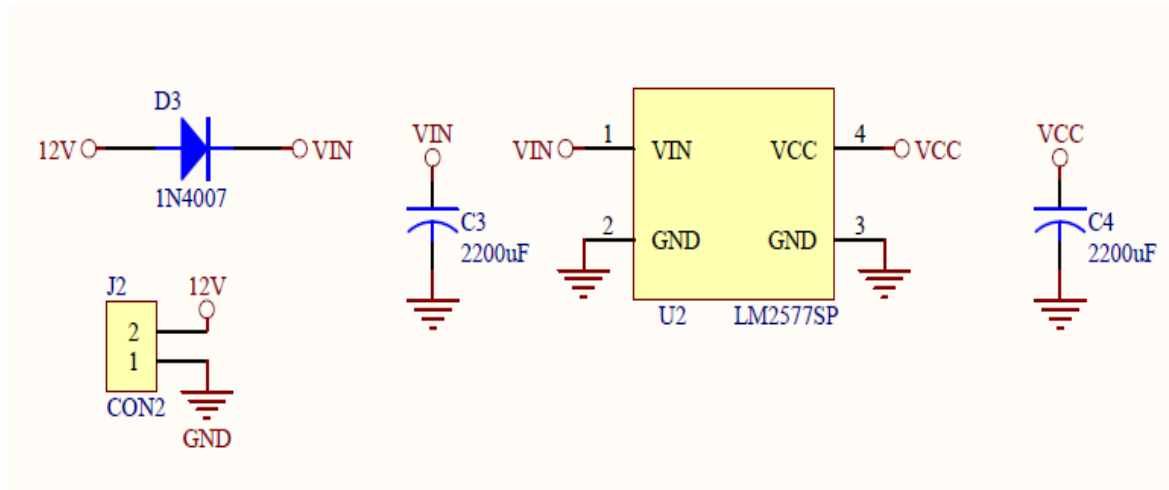 D3
12V
VIN
1N4007
VIN
C3
2200uF
J2
12V
2
1
CON2
GND
VIN
1
VIN
VCC
4
VCC
2
GND
GND
3
U2
LM2577SP
VCC
C4
2200uF